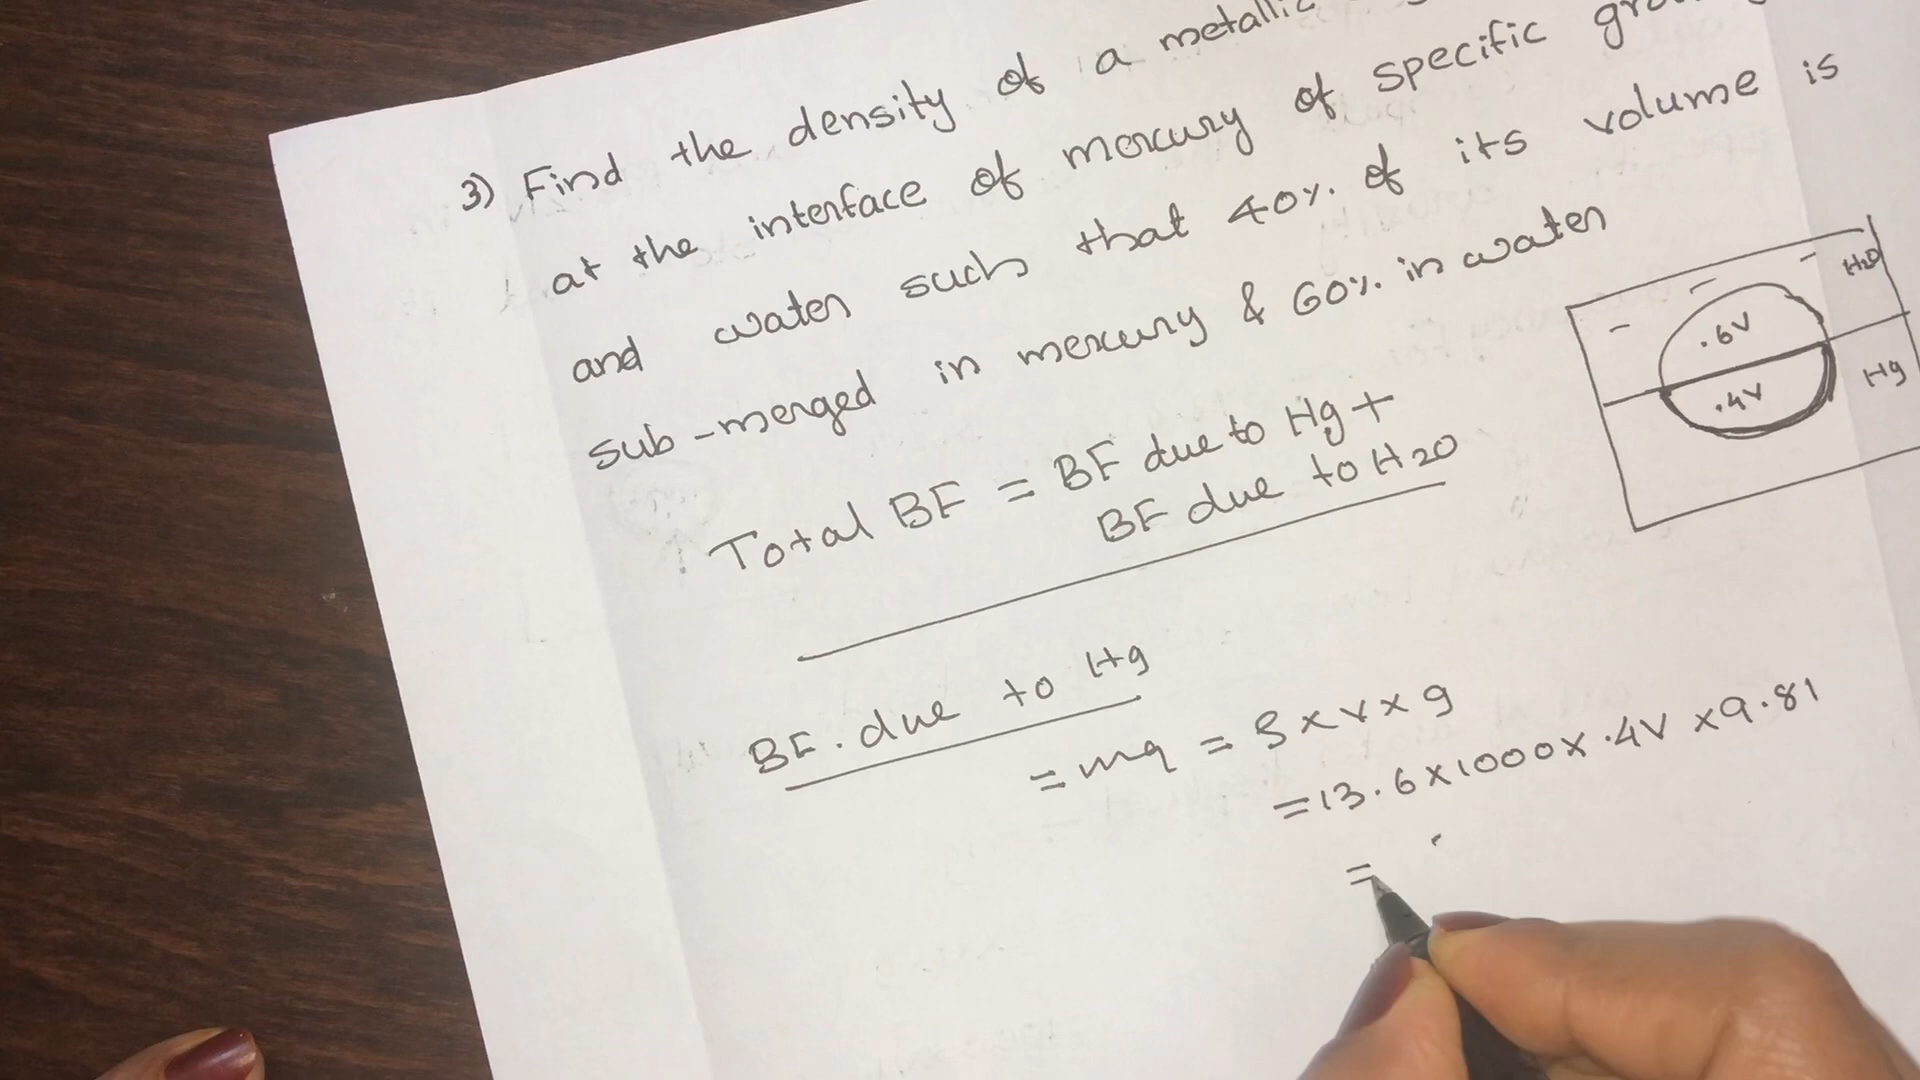 3) Find the density of a metallic
at the interface of mercury of specific
and water such that 40%. of its volume is
sub-merged in mercury & 60%. in water
H2O
.6V
.4V
Hg
Total BF = BF due to Hg +
BF due to H2O
BF. due to Hg
= mg = S x V x g
= 13.6 x 1000 x .4V x 9.81
=